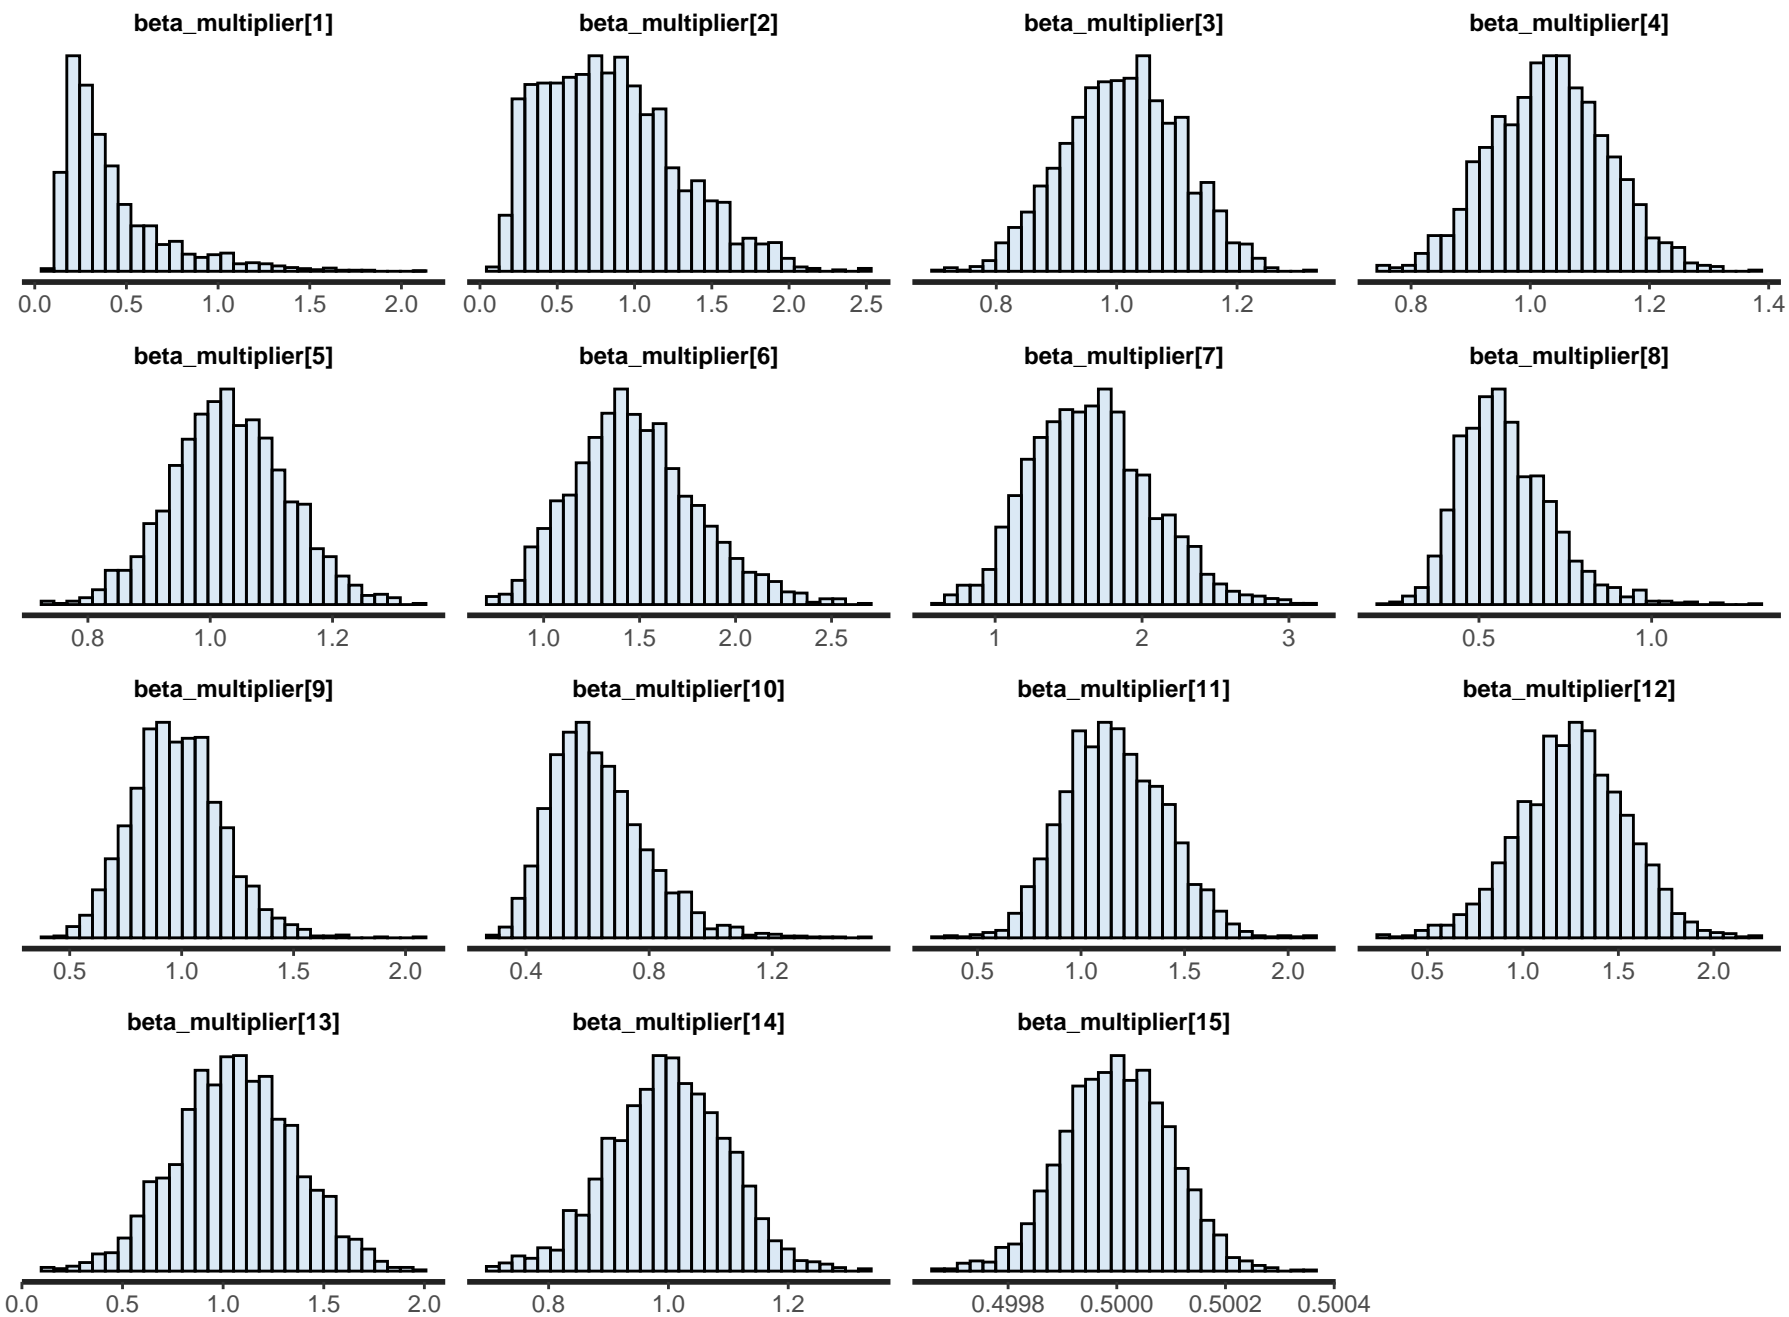 beta_multiplier[1] beta_multiplier[2] beta_multiplier[3] beta_multiplier[4]
0.0 0.5 1.0 1.5 2.0 0.0 0.5 1.0 1.5 2.0 2.5 0.8 1.0 1.2 0.8 1.0 1.2 1.4
beta_multiplier[5] beta_multiplier[6] beta_multiplier[7] beta_multiplier[8]
0.8 1.0 1.2 1.0 1.5 2.0 2.5 1 2 3 0.5 1.0
beta_multiplier[9] beta_multiplier[10] beta_multiplier[11] beta_multiplier[12]
0.5 1.0 1.5 2.0 0.4 0.8 1.2 0.5 1.0 1.5 2.0 0.5 1.0 1.5 2.0
beta_multiplier[13] beta_multiplier[14] beta_multiplier[15]
0.0 0.5 1.0 1.5 2.0 0.8 1.0 1.2 0.4998 0.5000 0.5002 0.5004